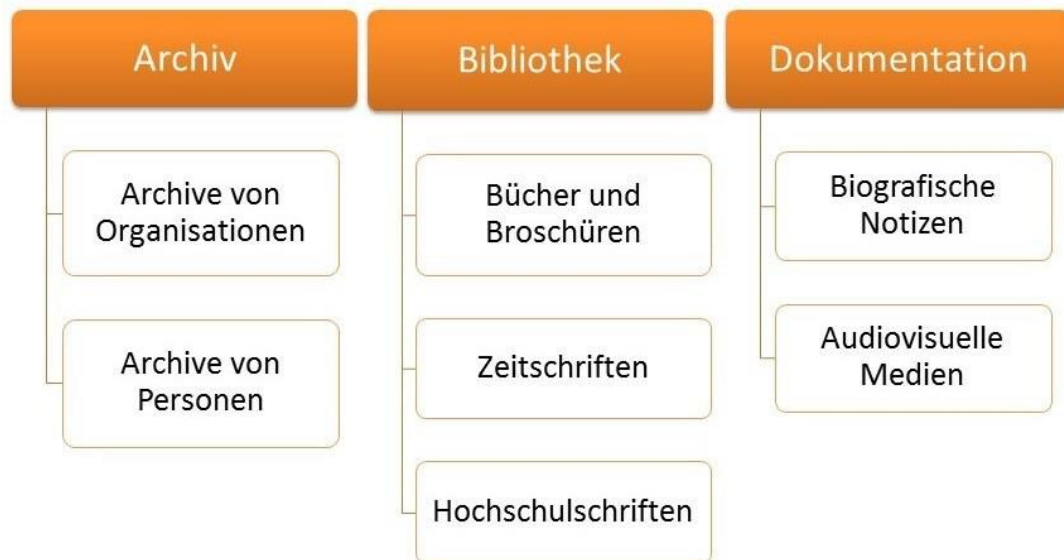 Archiv
Archive von
Organisationen
Archive von
Personen
Bibliothek
Bücher und
Broschüren
Zeitschriften
Hochschulschriften
Dokumentation
Biografische
Notizen
Audiovisuelle
Medien